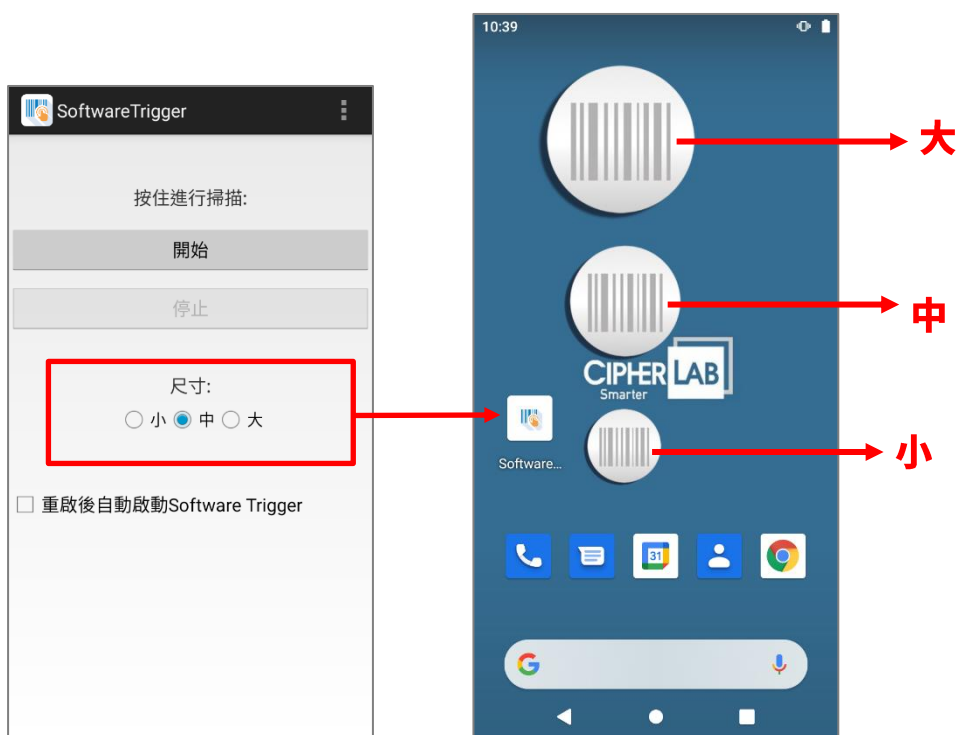 SoftwareTrigger
按住進行掃描:
開始
停止
尺寸:
小 中 大
重啟後自動啟動Software Trigger
10:39
大
中
CIPHER LAB
Smarter
Software...
小
31
G